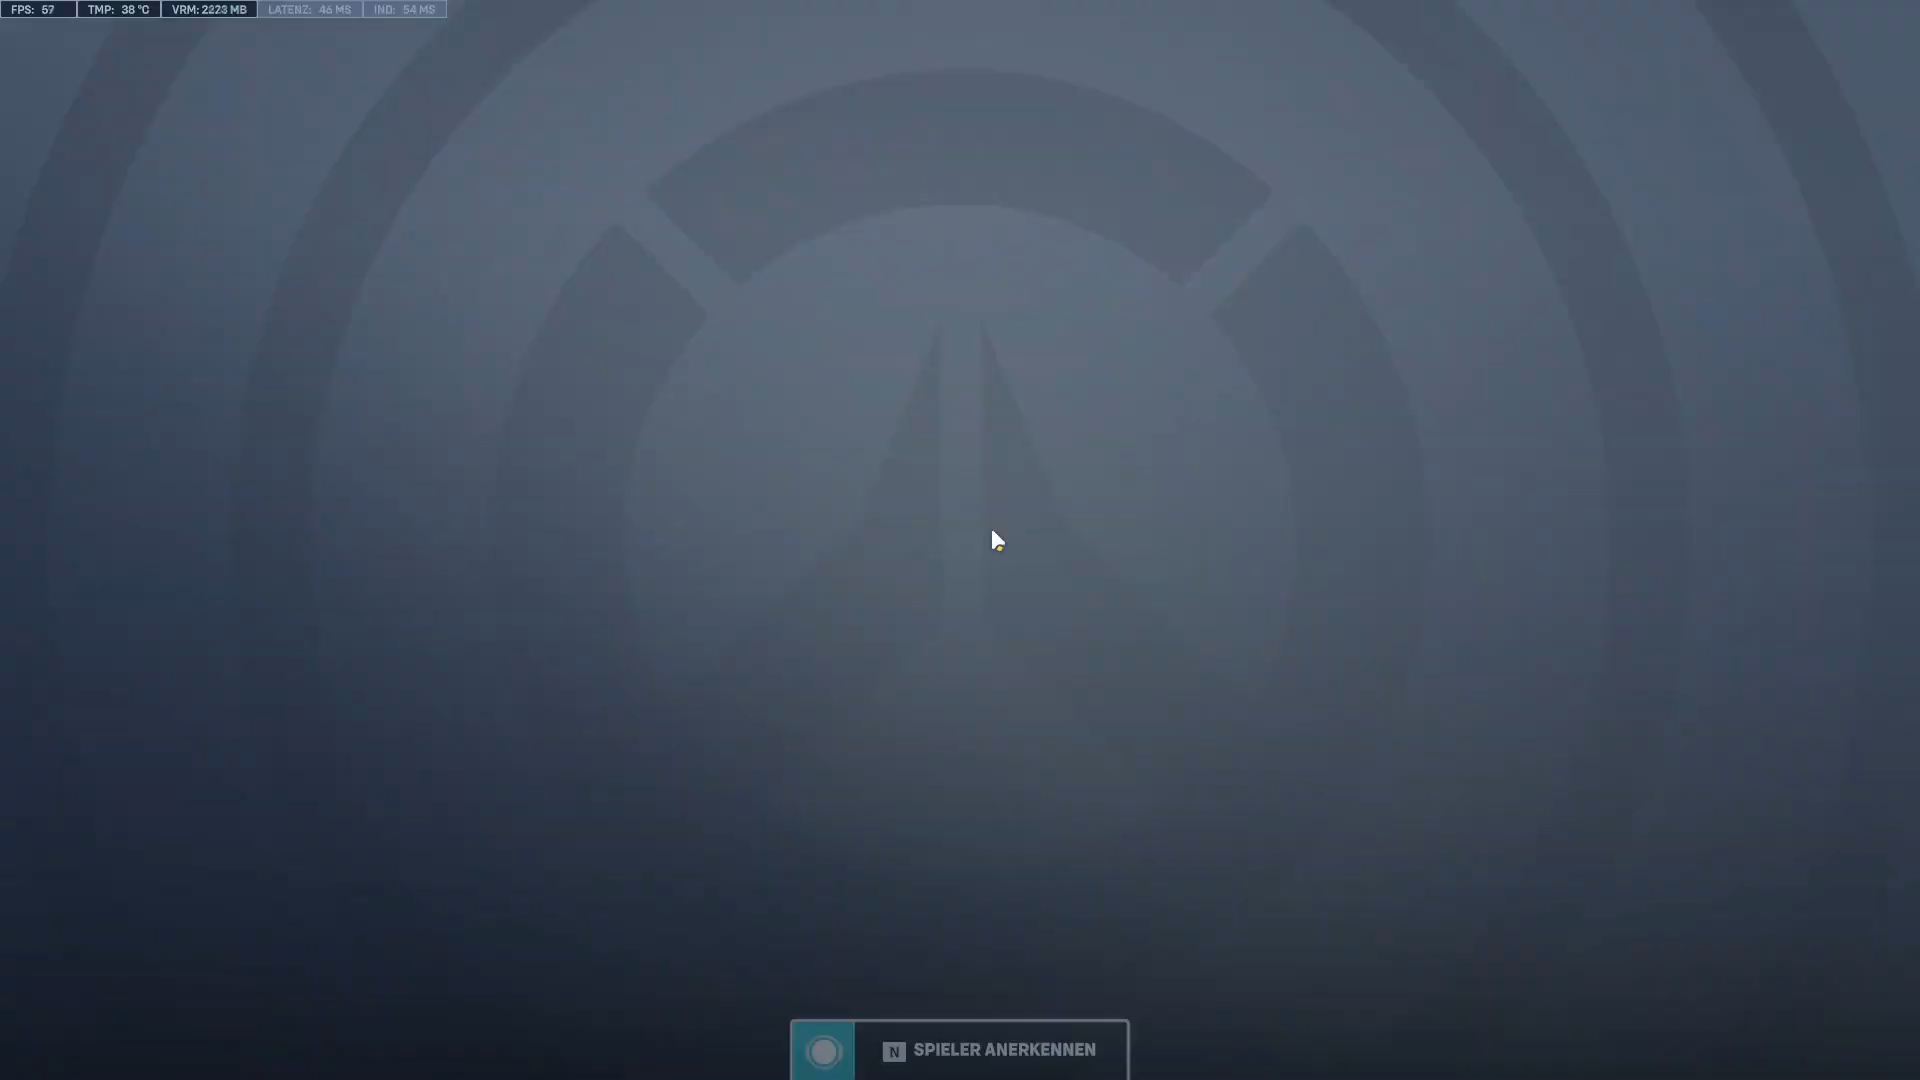 FPS: 57 TMP: 38 °C VRM: 2223 MB LATENZ: 46 MS IND: 54 MS
N SPIELER ANERKENNEN